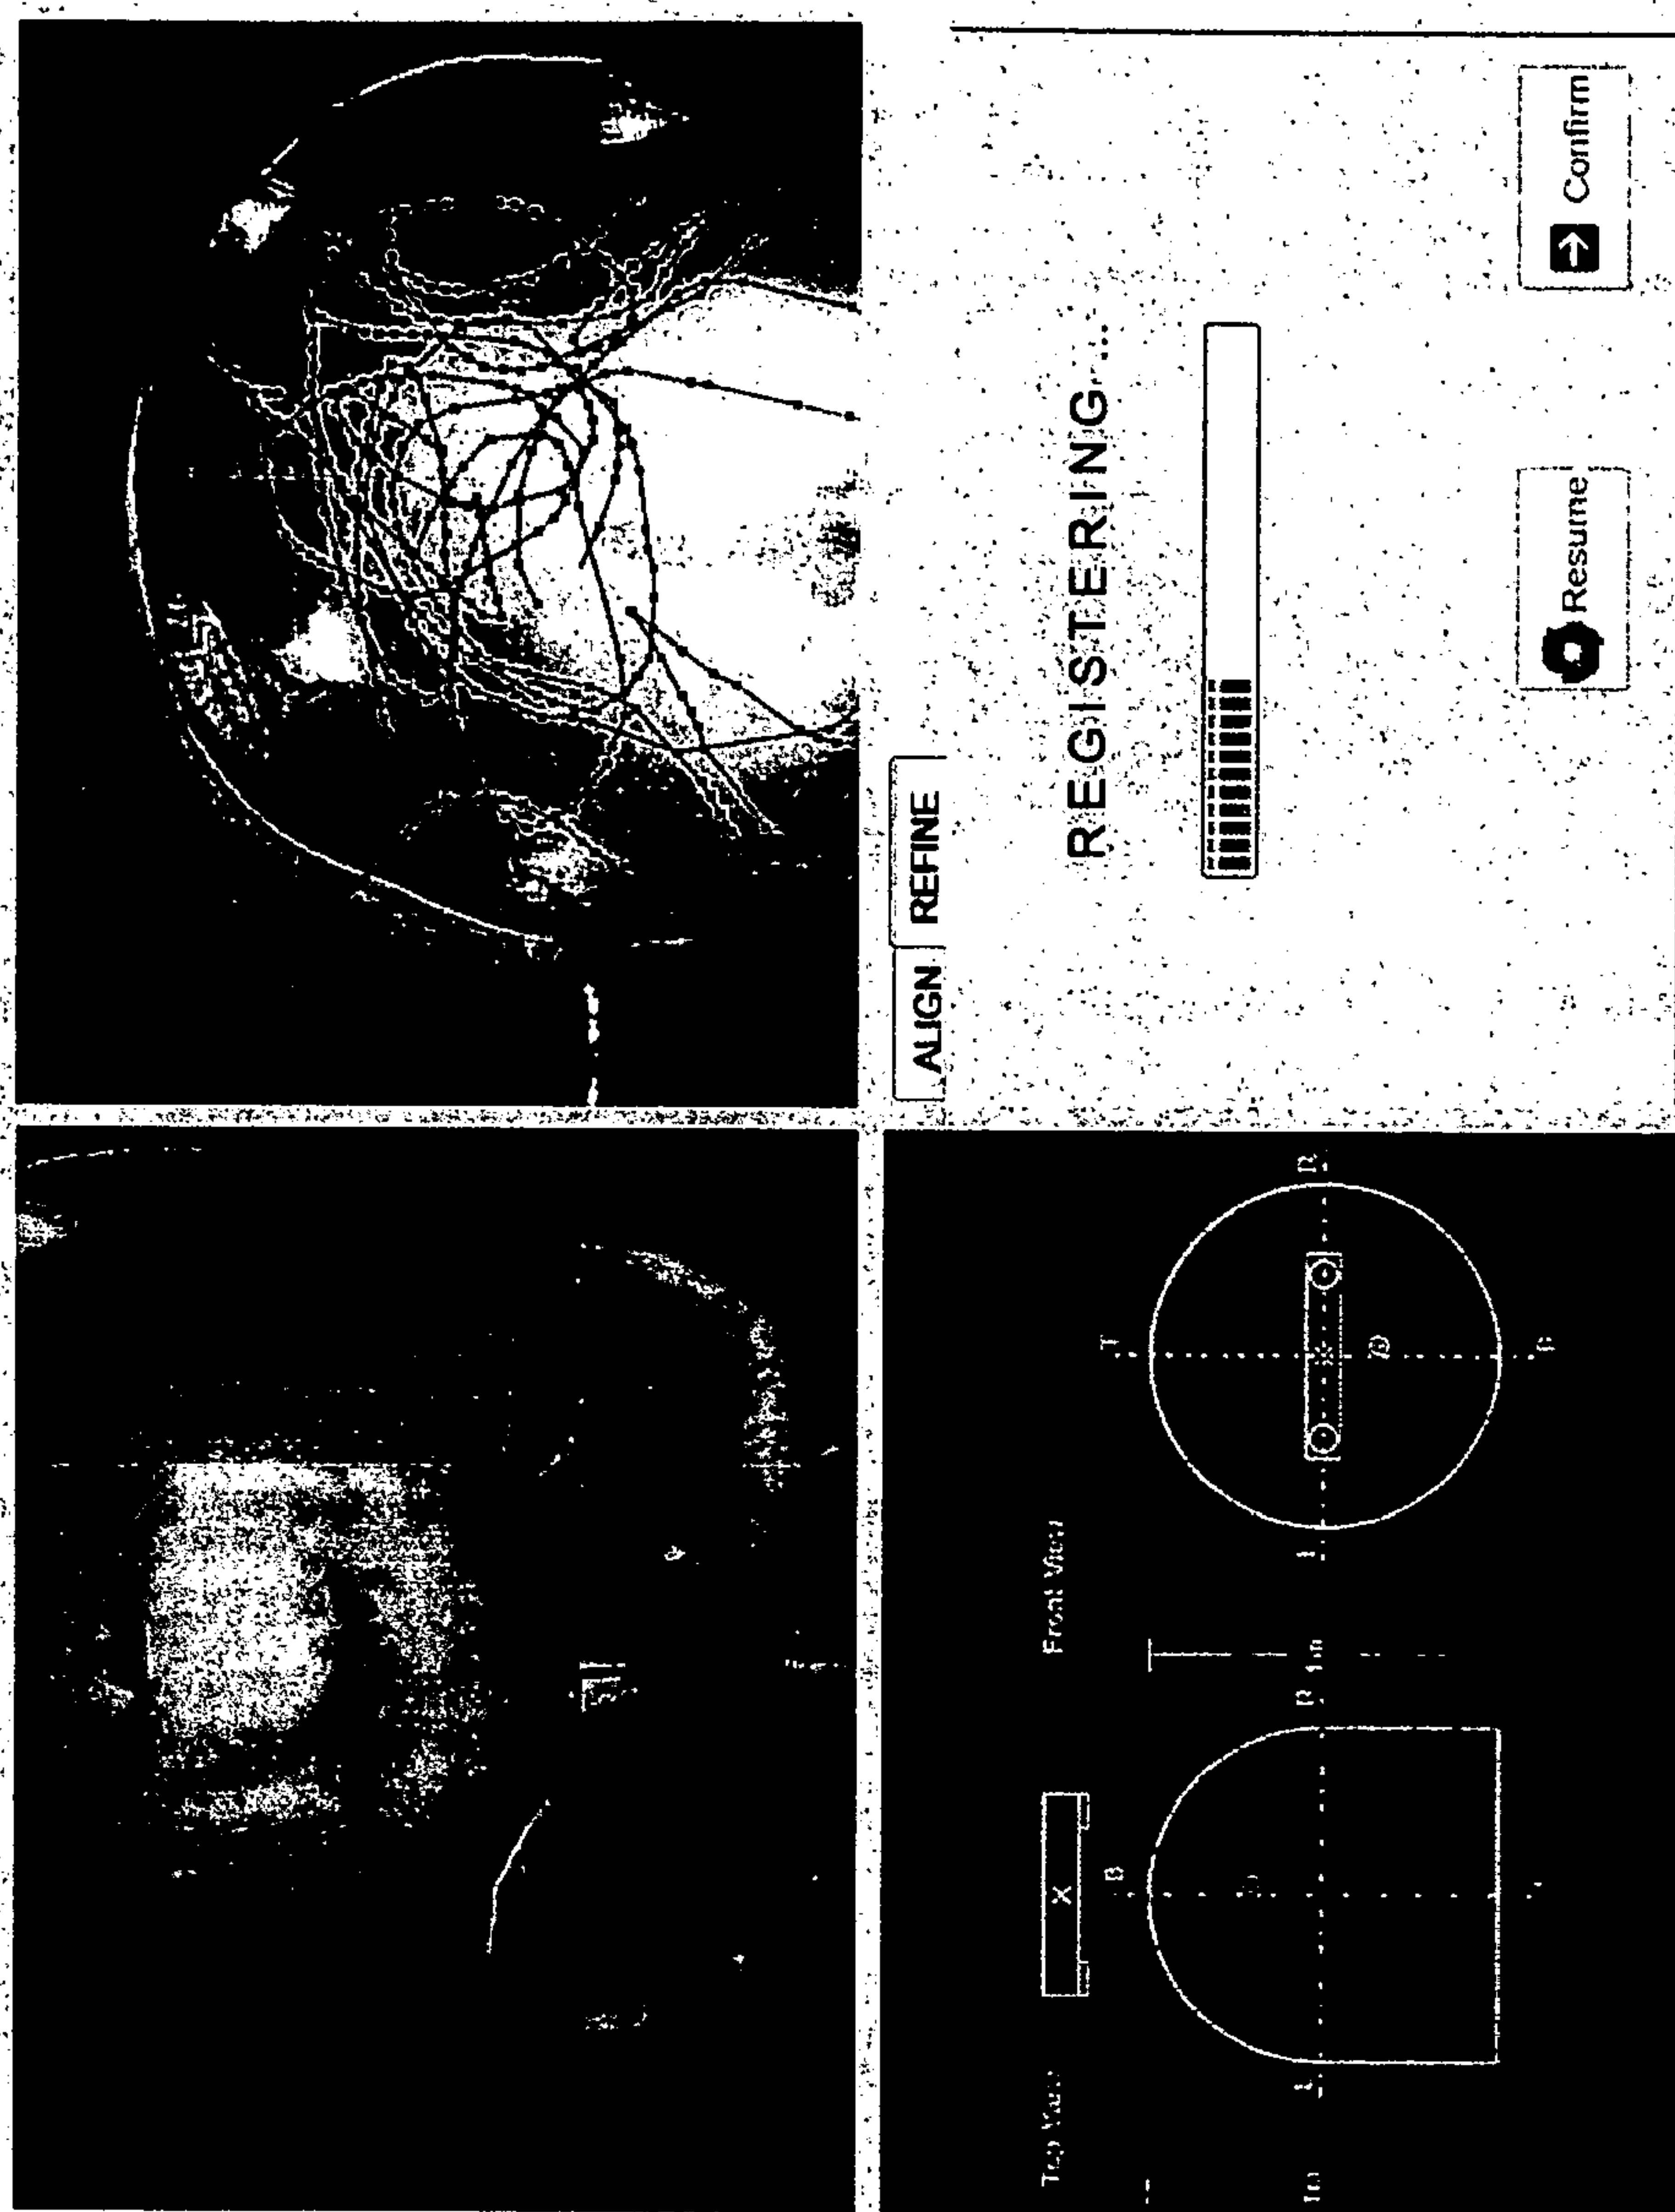 ALIGN REFINE
Top View
Front View
X
REGISTERING...
B
T
L
R
L
R
Resume
Confirm